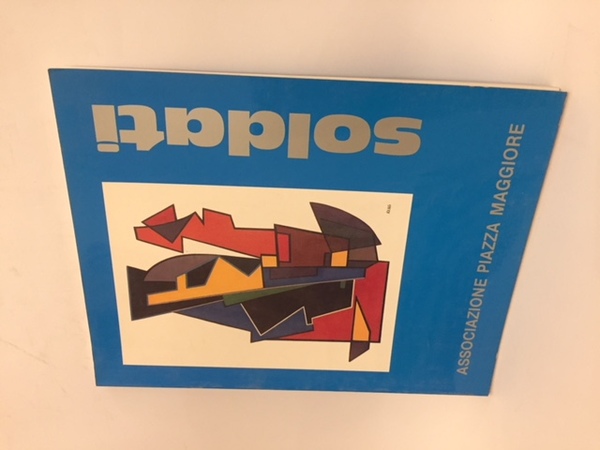 soldati
ASSOCIAZIONE PIAZZA MAGGIORE